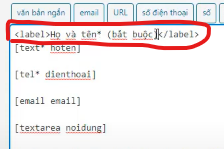 văn bản ngắn email URL số điện thoại số
<label>Họ và tên* (bắt buộc)</label>
[text* hoten]
[tel* dienthoai]
[email email]
[textarea noidung]